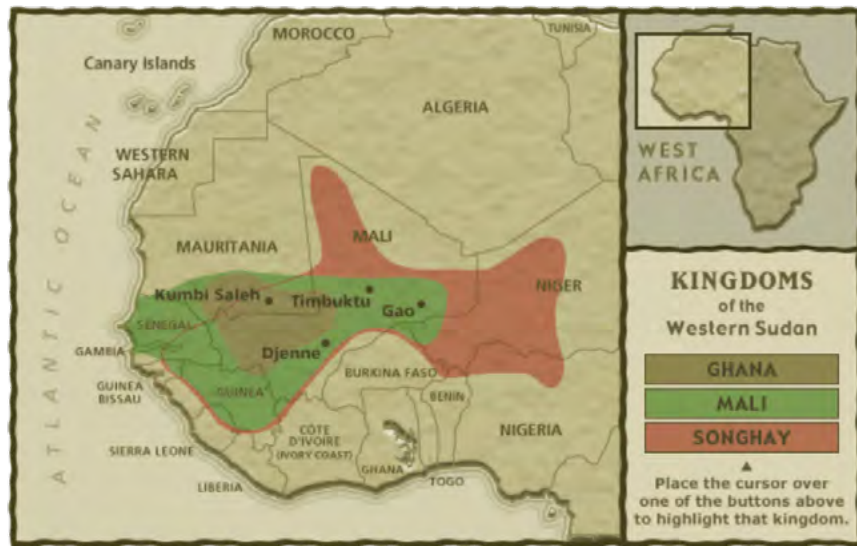 MOROCCO
TUNISIA
Canary Islands
ALGERIA
WESTERN
SAHARA
ATLANTIC OCEAN
MAURITANIA
MALI
NIGER
Kumbi Saleh
Timbuktu
Gao
SENEGAL
Djenne
GAMBIA
GUINEA
BISSAU
GUINEA
BURKINA FASO
BENIN
NIGERIA
SIERRA LEONE
CÔTE
D'IVOIRE
(IVORY COAST)
GHANA
TOGO
LIBERIA
WEST
AFRICA
KINGDOMS
of the
Western Sudan
GHANA
MALI
SONGHAY
Place the cursor over
one of the buttons above
to highlight that kingdom.